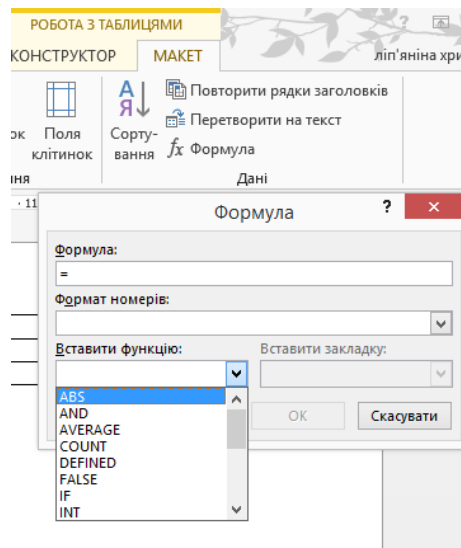 РОБОТА З ТАБЛИЦЯМИ
?
КОНСТРУКТОР МАКЕТ ліп'яніна хри
Повторити рядки заголовків
Перетворити на текст
fx Формула
ок Поля клітинок
Сорту-
вання
ння Дані
· 11
Формула ? ×
Формула:
=
Формат номерів:
Вставити функцію: Вставити закладку:
ABS
AND
AVERAGE
COUNT
DEFINED
FALSE
IF
INT
ОК Скасувати